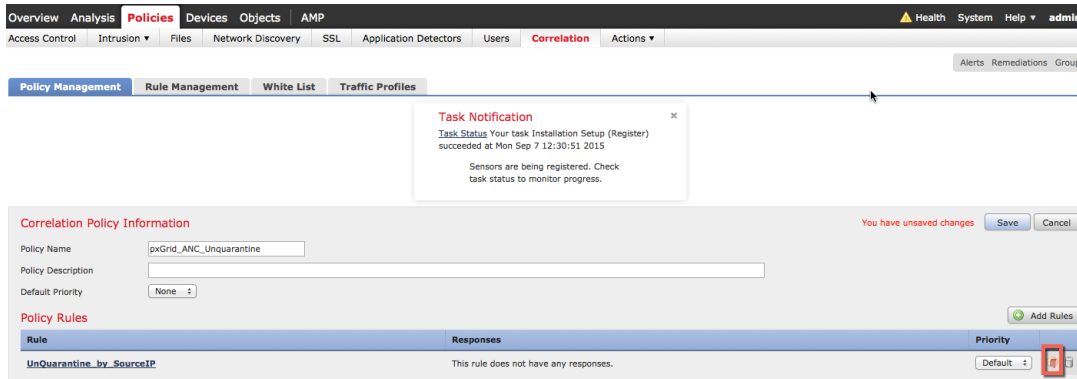 Overview Analysis Policies Devices Objects AMP Health System Help ▾ admin
Access Control Intrusion ▾ Files Network Discovery SSL Application Detectors Users Correlation Actions ▾
Alerts Remediations Group
Policy Management Rule Management White List Traffic Profiles
Task Notification ×
Task Status Your task Installation Setup (Register)
succeeded at Mon Sep 7 12:30:51 2015
Sensors are being registered. Check
task status to monitor progress.
Correlation Policy Information You have unsaved changes Save Cancel
Policy Name pxGrid_ANC_Unquarantine
Policy Description
Default Priority None
Policy Rules Add Rules
Rule Responses Priority
UnQuarantine_by_SourceIP This rule does not have any responses. Default